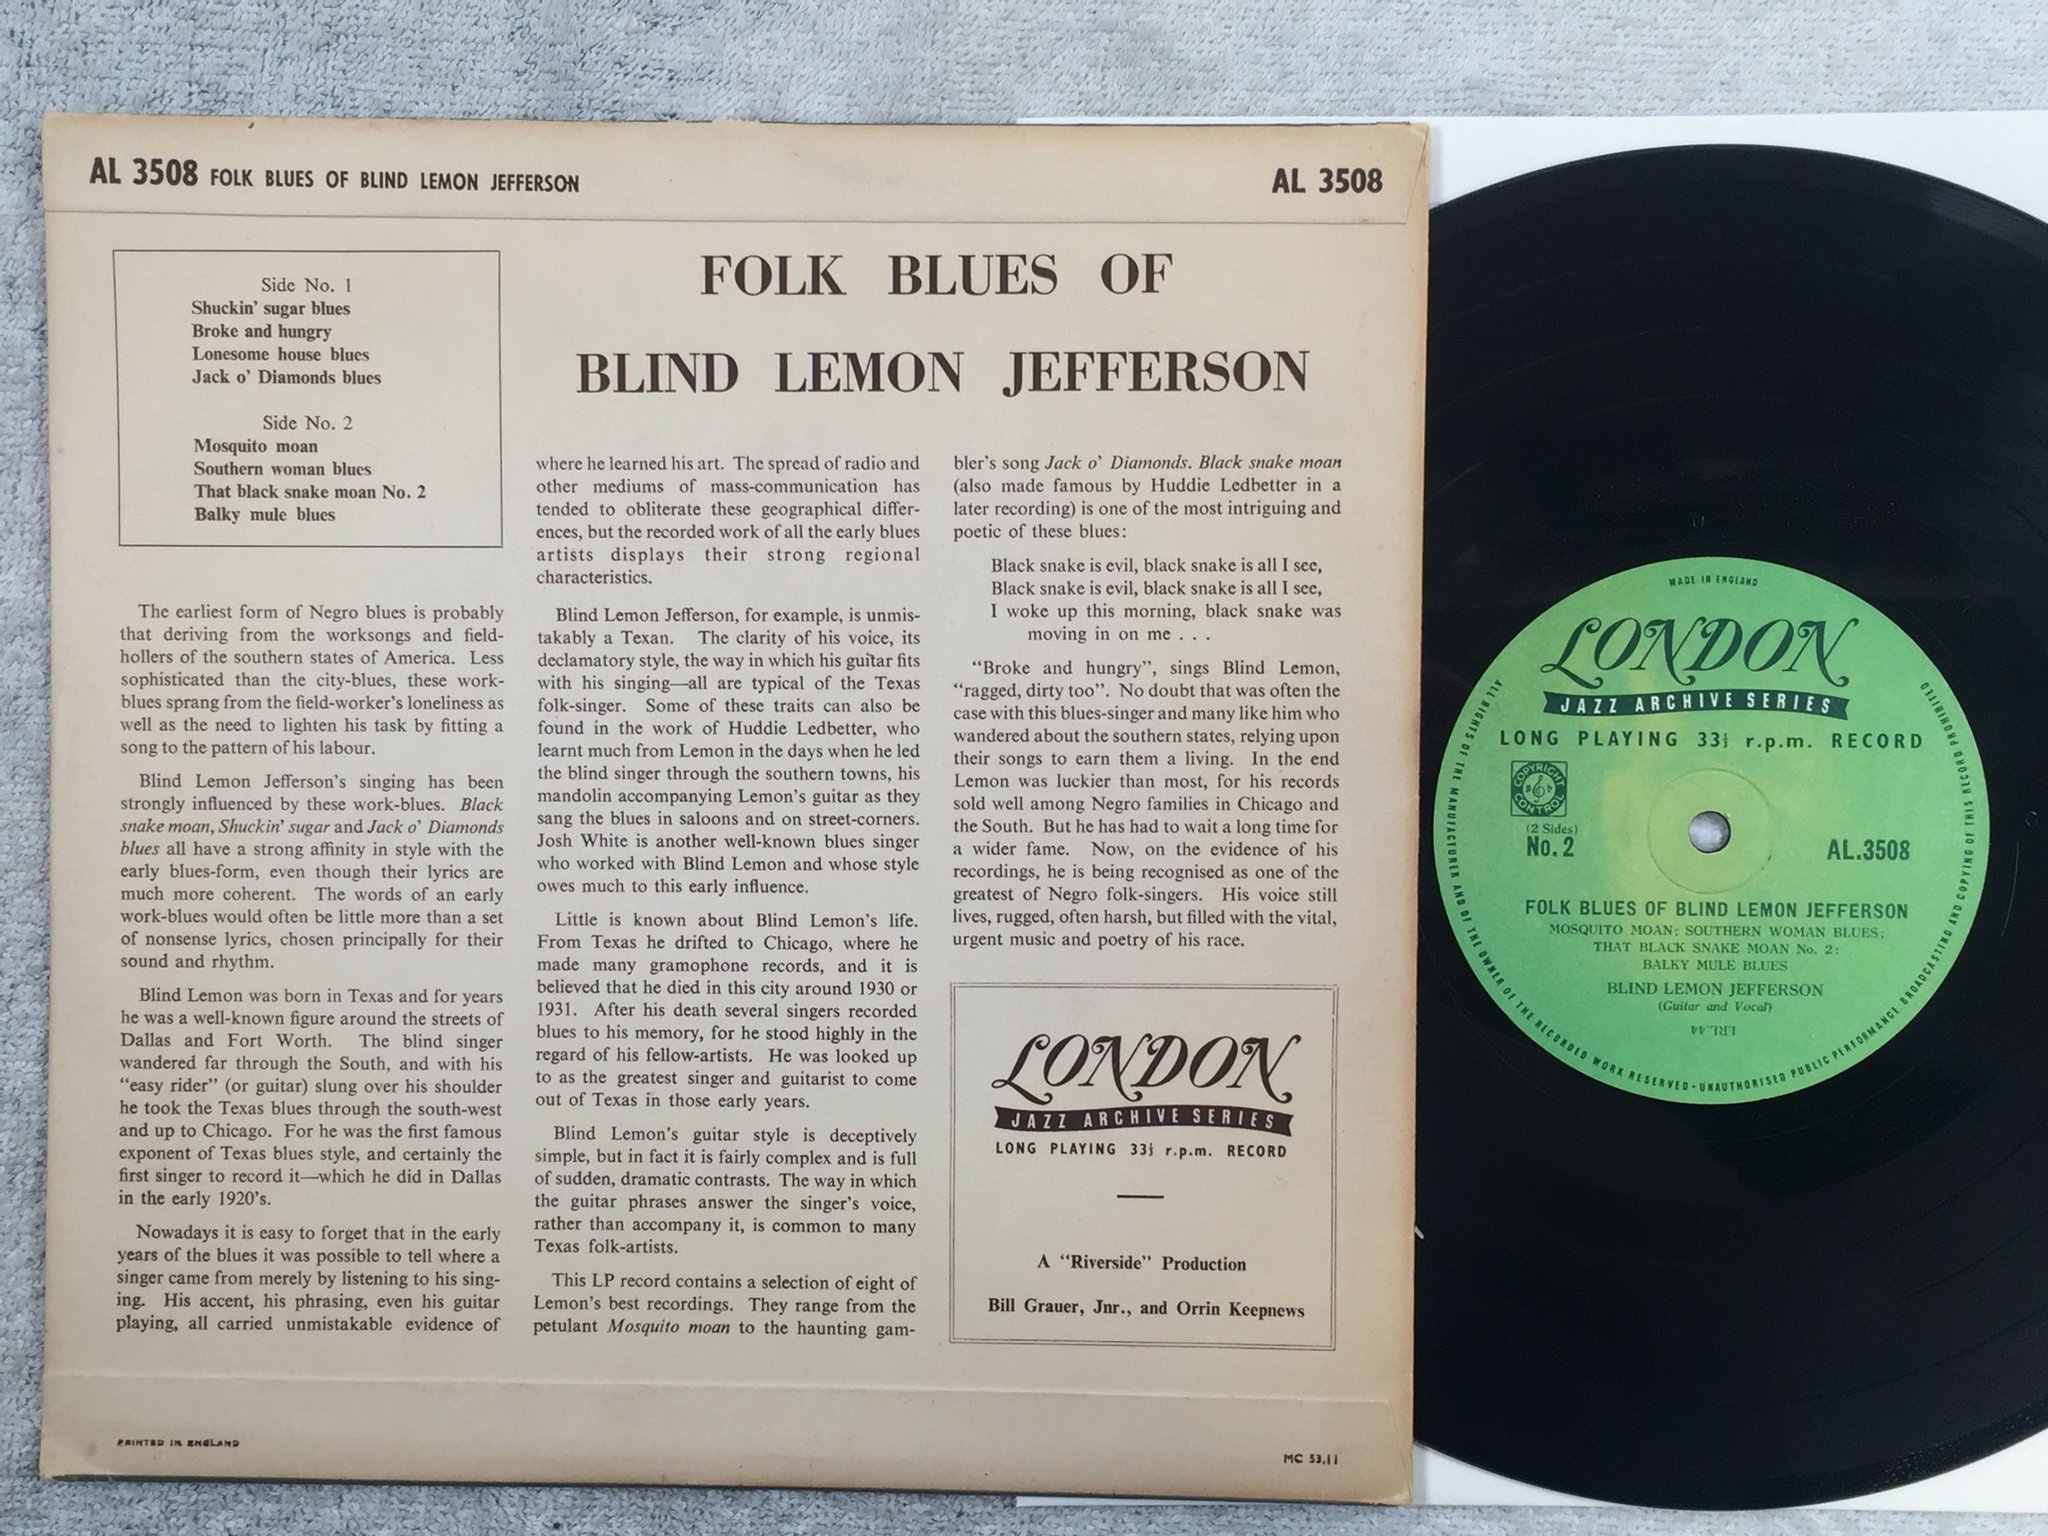 AL 3508 FOLK BLUES OF BLIND LEMON JEFFERSON
AL 3508
Side No. 1
Shuckin' sugar blues
Broke and hungry
Lonesome house blues
Jack o' Diamonds blues
Side No. 2
Mosquito moan
Southern woman blues
That black snake moan No. 2
Balky mule blues
FOLK BLUES OF
BLIND LEMON JEFFERSON
The earliest form of Negro blues is probably
that deriving from the worksongs and field-
hollers of the southern states of America. Less
sophisticated than the city-blues, these work-
blues sprang from the field-worker's loneliness as
well as the need to lighten his task by fitting a
song to the pattern of his labour.
Blind Lemon Jefferson's singing has been
strongly influenced by these work-blues. Black
snake moan, Shuckin' sugar and Jack o' Diamonds
blues all have a strong affinity in style with the
early blues-form, even though their lyrics are
much more coherent. The words of an early
work-blues would often be little more than a set
of nonsense lyrics, chosen principally for their
sound and rhythm.
Blind Lemon was born in Texas and for years
he was a well-known figure around the streets of
Dallas and Fort Worth. The blind singer
wandered far through the South, and with his
"easy rider" (or guitar) slung over his shoulder
he took the Texas blues through the south-west
and up to Chicago. For he was the first famous
exponent of Texas blues style, and certainly the
first singer to record it—which he did in Dallas
in the early 1920's.
Nowadays it is easy to forget that in the early
years of the blues it was possible to tell where a
singer came from merely by listening to his sing-
ing. His accent, his phrasing, even his guitar
playing, all carried unmistakable evidence of
where he learned his art. The spread of radio and
other mediums of mass-communication has
tended to obliterate these geographical differ-
ences, but the recorded work of all the early blues
artists displays their strong regional
characteristics.
Blind Lemon Jefferson, for example, is unmis-
takably a Texan. The clarity of his voice, its
declamatory style, the way in which his guitar fits
with his singing—all are typical of the Texas
folk-singer. Some of these traits can also be
found in the work of Huddie Ledbetter, who
learnt much from Lemon in the days when he led
the blind singer through the southern towns, his
mandolin accompanying Lemon's guitar as they
sang the blues in saloons and on street-corners.
Josh White is another well-known blues singer
who worked with Blind Lemon and whose style
owes much to this early influence.
Little is known about Blind Lemon's life.
From Texas he drifted to Chicago, where he
made many gramophone records, and it is
believed that he died in this city around 1930 or
1931. After his death several singers recorded
blues to his memory, for he stood highly in the
regard of his fellow-artists. He was looked up
to as the greatest singer and guitarist to come
out of Texas in those early years.
Blind Lemon's guitar style is deceptively
simple, but in fact it is fairly complex and is full
of sudden, dramatic contrasts. The way in which
the guitar phrases answer the singer's voice,
rather than accompany it, is common to many
Texas folk-artists.
This LP record contains a selection of eight of
Lemon's best recordings. They range from the
petulant Mosquito moan to the haunting gam-
bler's song Jack o' Diamonds. Black snake moan
(also made famous by Huddie Ledbetter in a
later recording) is one of the most intriguing and
poetic of these blues:
Black snake is evil, black snake is all I see,
Black snake is evil, black snake is all I see,
I woke up this morning, black snake was
moving in on me . . .
"Broke and hungry", sings Blind Lemon,
"ragged, dirty too". No doubt that was often the
case with this blues-singer and many like him who
wandered about the southern states, relying upon
their songs to earn them a living. In the end
Lemon was luckier than most, for his records
sold well among Negro families in Chicago and
the South. But he has had to wait a long time for
a wider fame. Now, on the evidence of his
recordings, he is being recognised as one of the
greatest of Negro folk-singers. His voice still
lives, rugged, often harsh, but filled with the vital,
urgent music and poetry of his race.
LONDON
JAZZ ARCHIVE SERIES
LONG PLAYING 33⅓ r.p.m. RECORD
A "Riverside" Production
Bill Grauer, Jnr., and Orrin Keepnews
PRINTED IN ENGLAND
MC 53.11
MADE IN ENGLAND
LONDON
JAZZ ARCHIVE SERIES
LONG PLAYING 33⅓ r.p.m. RECORD
COPYRIGHT
CONTROL
(2 Sides)
No. 2
AL.3508
FOLK BLUES OF BLIND LEMON JEFFERSON
MOSQUITO MOAN; SOUTHERN WOMAN BLUES;
THAT BLACK SNAKE MOAN No. 2;
BALKY MULE BLUES
BLIND LEMON JEFFERSON
(Guitar and Vocal)
LRL-44
ALL RIGHTS OF THE MANUFACTURER AND OF THE OWNER OF THE RECORDED WORK RESERVED · UNAUTHORISED PUBLIC PERFORMANCE BROADCASTING AND COPYING OF THIS RECORD PROHIBITED